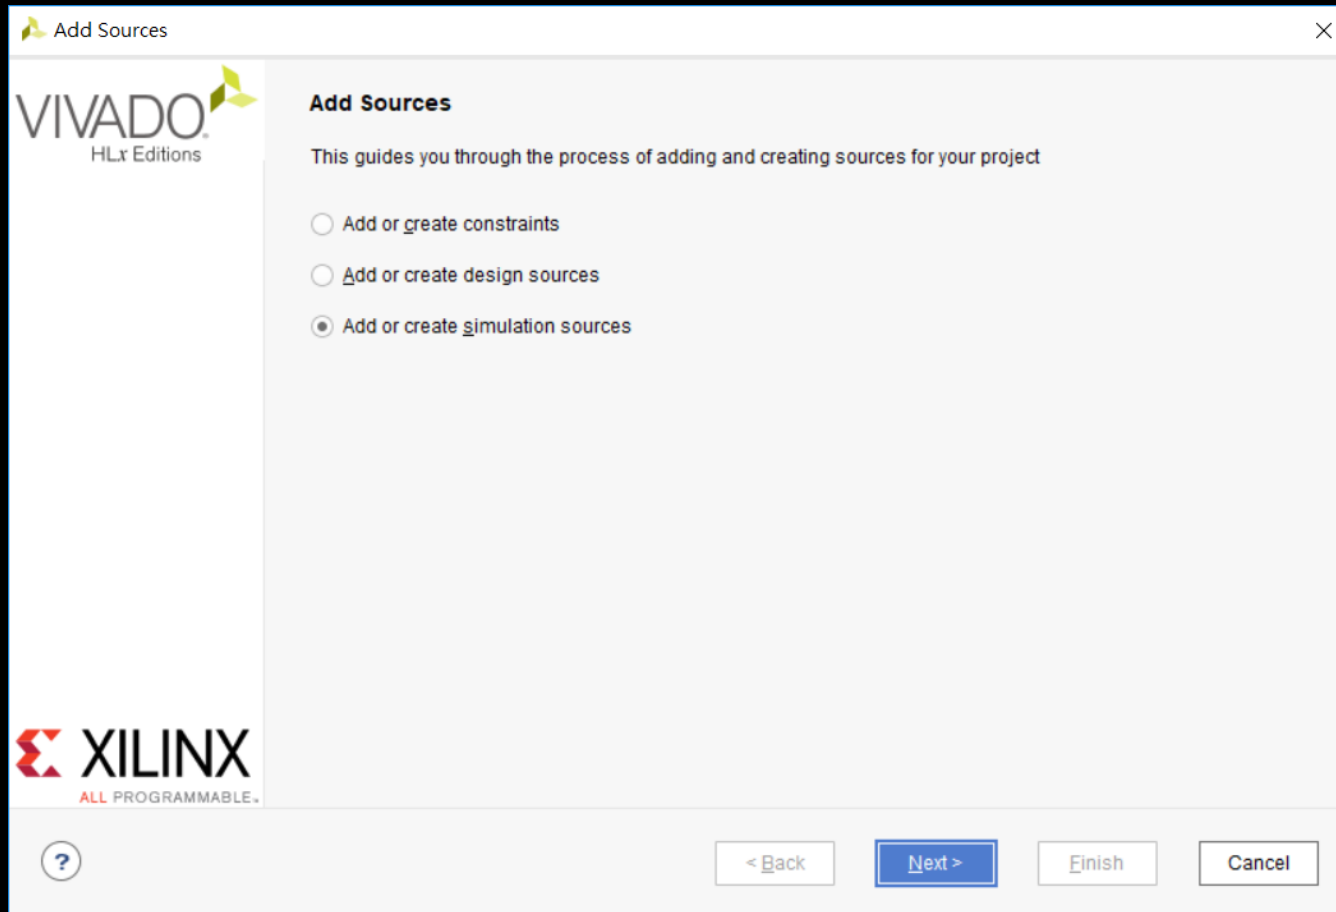 Add Sources
VIVADO.
HLx Editions
Add Sources
This guides you through the process of adding and creating sources for your project
Add or create constraints
Add or create design sources
Add or create simulation sources
XILINX
ALL PROGRAMMABLE™
?
< Back
Next >
Finish
Cancel